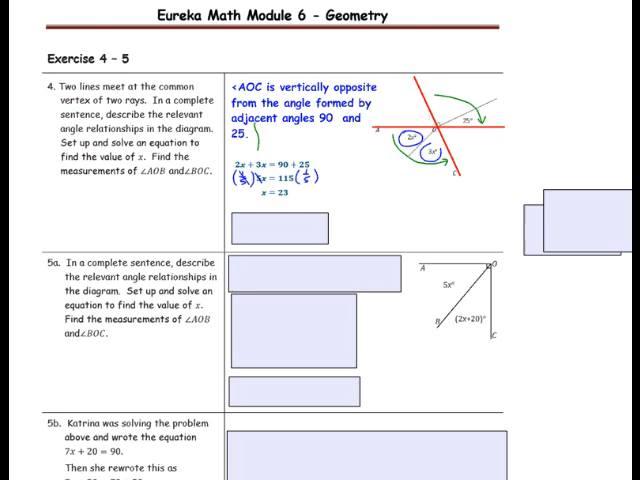 Eureka Math Module 6 - Geometry
Exercise 4 – 5
4. Two lines meet at the common
vertex of two rays. In a complete
sentence, describe the relevant
angle relationships in the diagram.
Set up and solve an equation to
find the value of x. Find the
measurements of ∠AOB and∠BOC.
<AOC is vertically opposite
from the angle formed by
adjacent angles 90 and
25.
2x + 3x = 90 + 25
(1/5) 5x = 115 (1/5)
x = 23
A
O
25°
2x°
3x°
C
5a. In a complete sentence, describe
the relevant angle relationships in
the diagram. Set up and solve an
equation to find the value of x.
Find the measurements of ∠AOB
and∠BOC.
A
O
5x°
B
(2x+20)°
C
5b. Katrina was solving the problem
above and wrote the equation
7x + 20 = 90.
Then she rewrote this as